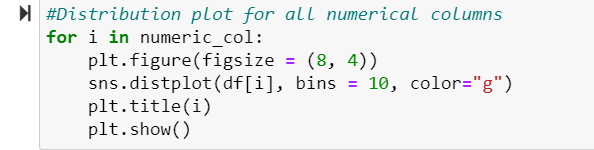 #Distribution plot for all numerical columns
for i in numeric_col:
    plt.figure(figsize = (8, 4))
    sns.distplot(df[i], bins = 10, color="g")
    plt.title(i)
    plt.show()